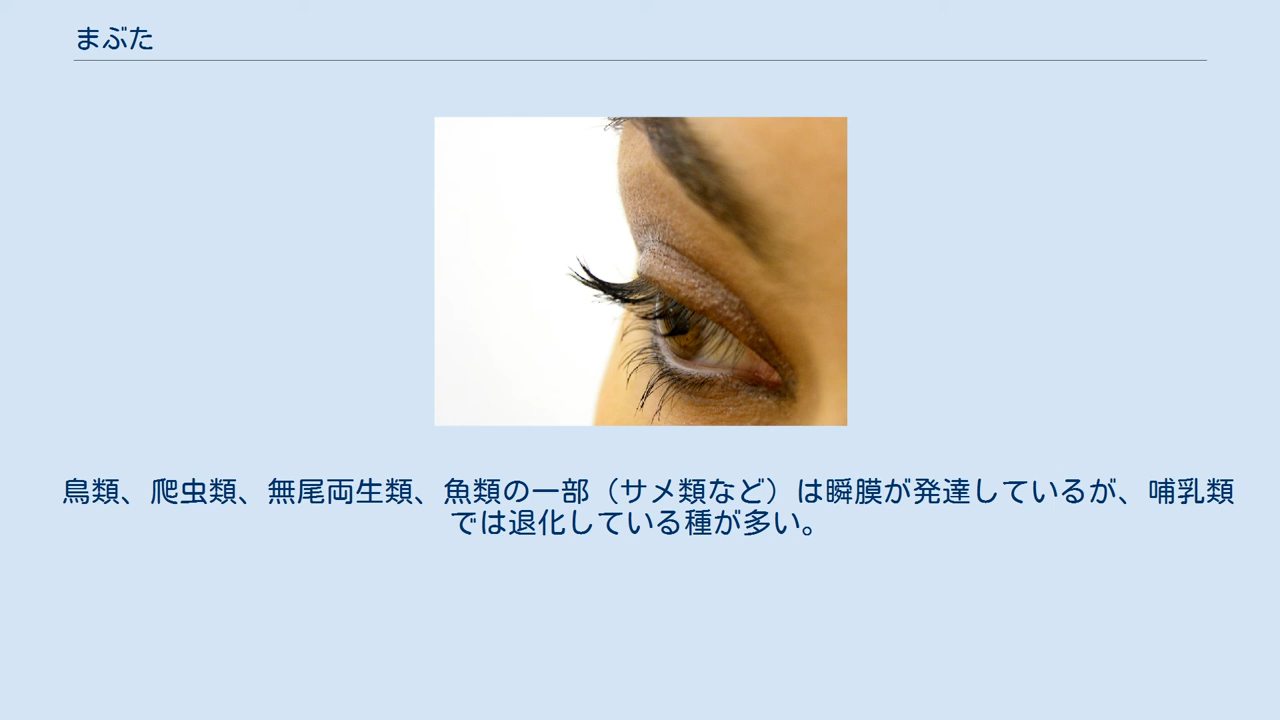 まぶた
鳥類、爬虫類、無尾両生類、魚類の一部（サメ類など）は瞬膜が発達しているが、哺乳類
では退化している種が多い。